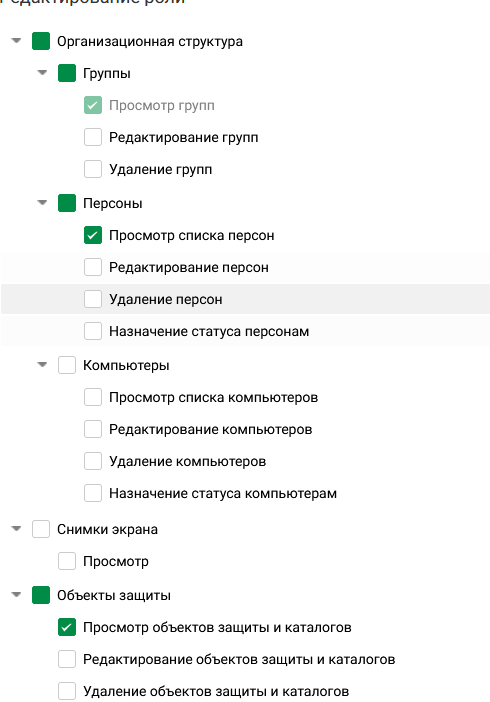 Редактирование роли
Организационная структура
Группы
Просмотр групп
Редактирование групп
Удаление групп
Персоны
Просмотр списка персон
Редактирование персон
Удаление персон
Назначение статуса персонам
Компьютеры
Просмотр списка компьютеров
Редактирование компьютеров
Удаление компьютеров
Назначение статуса компьютерам
Снимки экрана
Просмотр
Объекты защиты
Просмотр объектов защиты и каталогов
Редактирование объектов защиты и каталогов
Удаление объектов защиты и каталогов